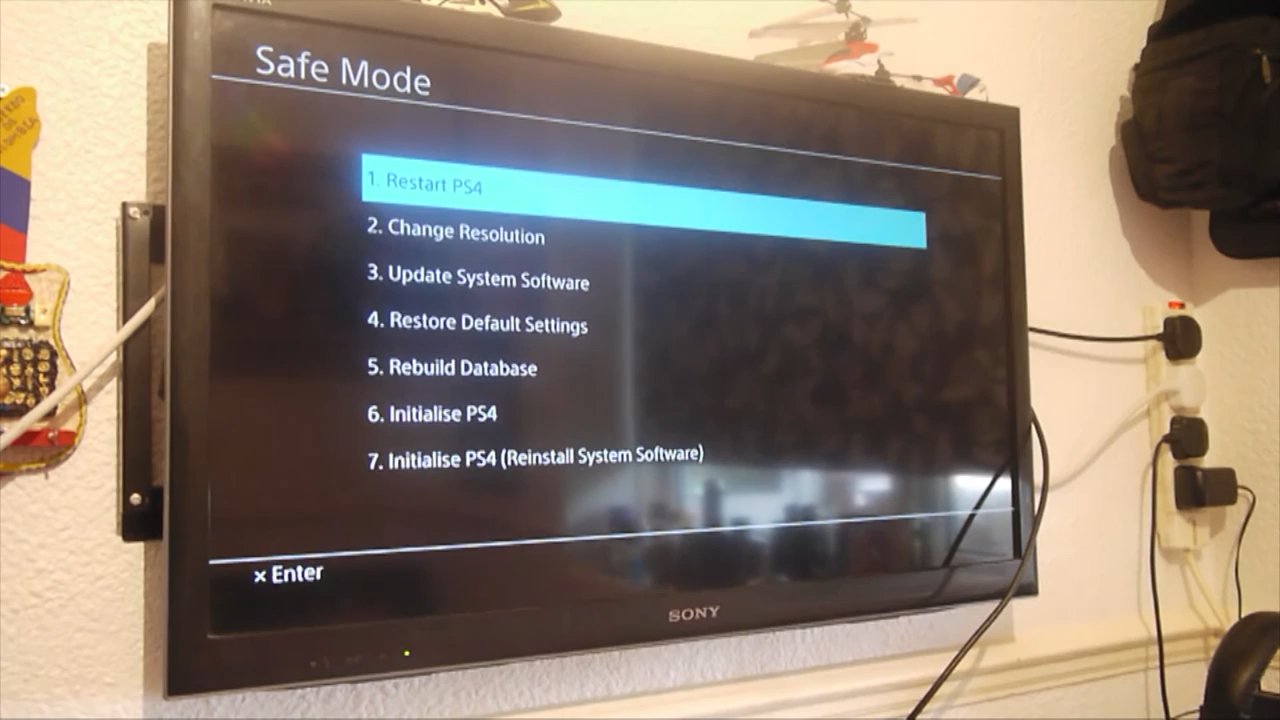 Safe Mode
1. Restart PS4
2. Change Resolution
3. Update System Software
4. Restore Default Settings
5. Rebuild Database
6. Initialise PS4
7. Initialise PS4 (Reinstall System Software)
× Enter
SONY